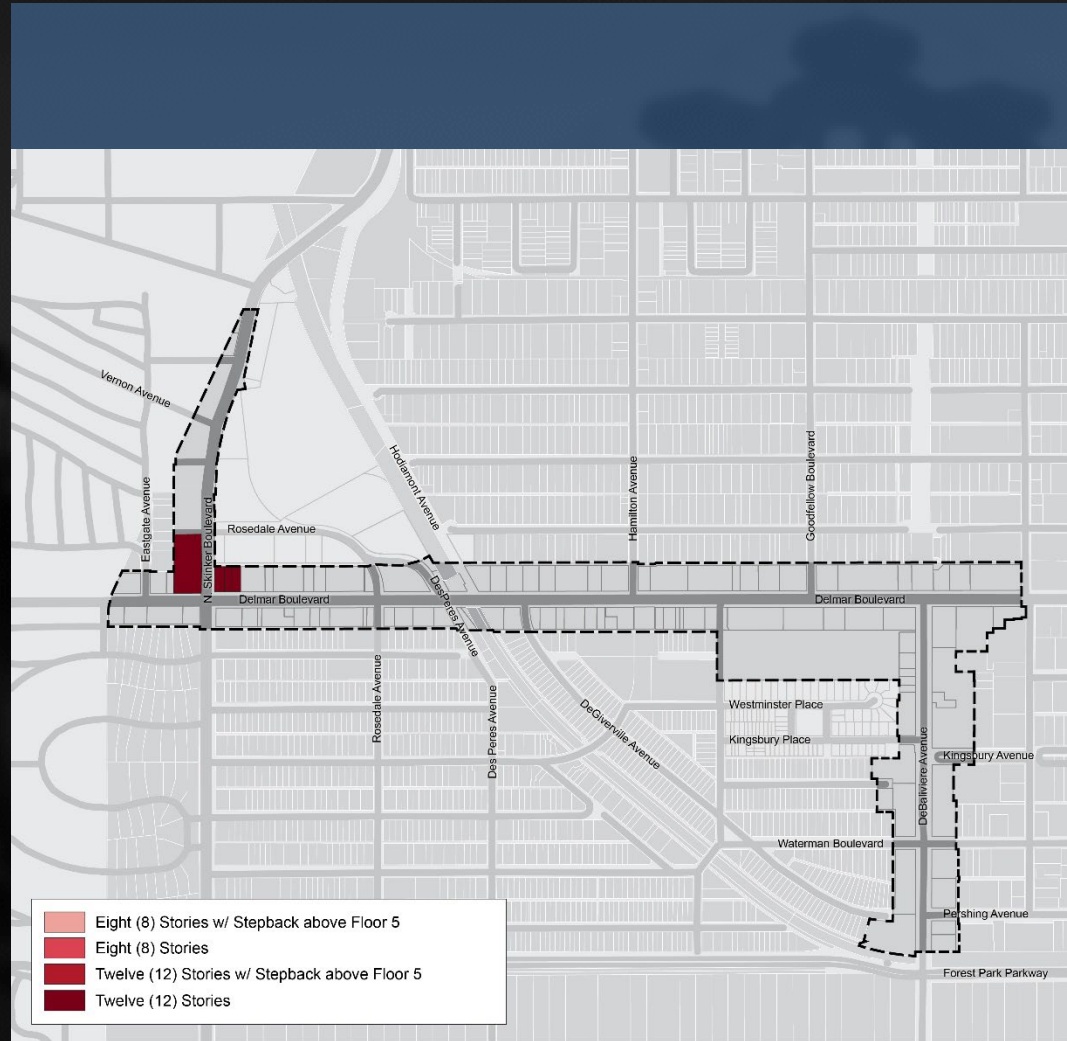 Vernon Avenue
Eastgate Avenue
N. Skinker Boulevard
Rosedale Avenue
Hodiamont Avenue
Hamilton Avenue
Goodfellow Boulevard
Delmar Boulevard
DesPeres Avenue
Delmar Boulevard
Rosedale Avenue
Des Peres Avenue
DeGiverville Avenue
Westminster Place
Kingsbury Place
DeBaliviere Avenue
Kingsbury Avenue
Waterman Boulevard
Pershing Avenue
Forest Park Parkway
Eight (8) Stories w/ Stepback above Floor 5
Eight (8) Stories
Twelve (12) Stories w/ Stepback above Floor 5
Twelve (12) Stories